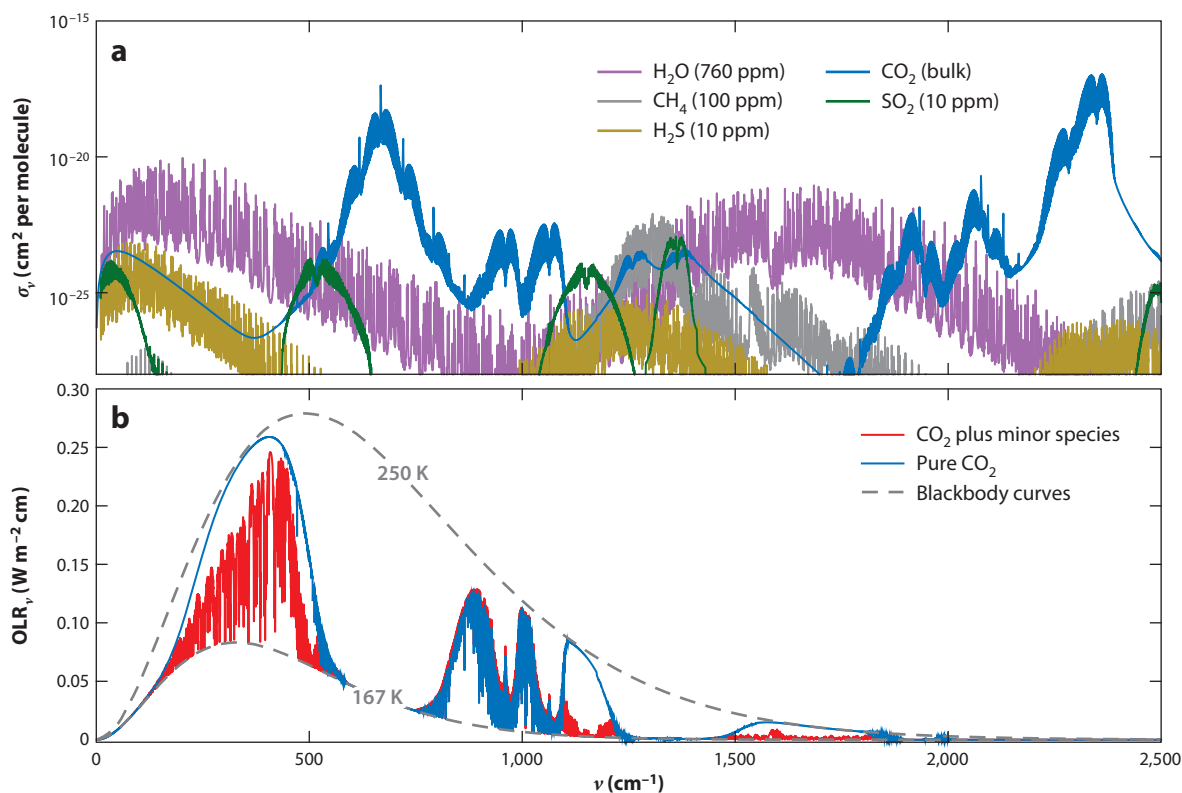 a
10⁻¹⁵
10⁻²⁰
10⁻²⁵
σᵥ (cm² per molecule)
H₂O (760 ppm)
CH₄ (100 ppm)
H₂S (10 ppm)
CO₂ (bulk)
SO₂ (10 ppm)
b
0.30
0.25
0.20
0.15
0.10
0.05
0
OLRᵥ (W m⁻² cm)
CO₂ plus minor species
Pure CO₂
Blackbody curves
250 K
167 K
0
500
1,000
1,500
2,000
2,500
ν (cm⁻¹)